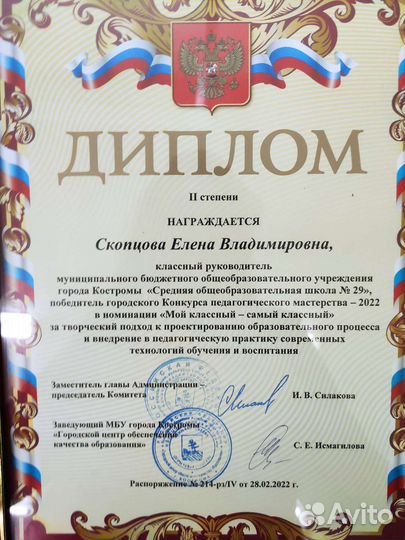 ДИПЛОМ
II степени
НАГРАЖДАЕТСЯ
Скопцова Елена Владимировна,
классный руководитель
муниципального бюджетного общеобразовательного учреждения
города Костромы «Средняя общеобразовательная школа № 29»,
победитель городского Конкурса педагогического мастерства – 2022
в номинации «Мой классный – самый классный»
за творческий подход к проектированию образовательного процесса
и внедрение в педагогическую практику современных
технологий обучения и воспитания
Заместитель главы Администрации –
председатель Комитета И. В. Силакова
Заведующий МБУ города Костромы
«Городской центр обеспечения
качества образования» С. Е. Исмагилова
Распоряжение № 214-рз/IV от 28.02.2022 г.
Avito